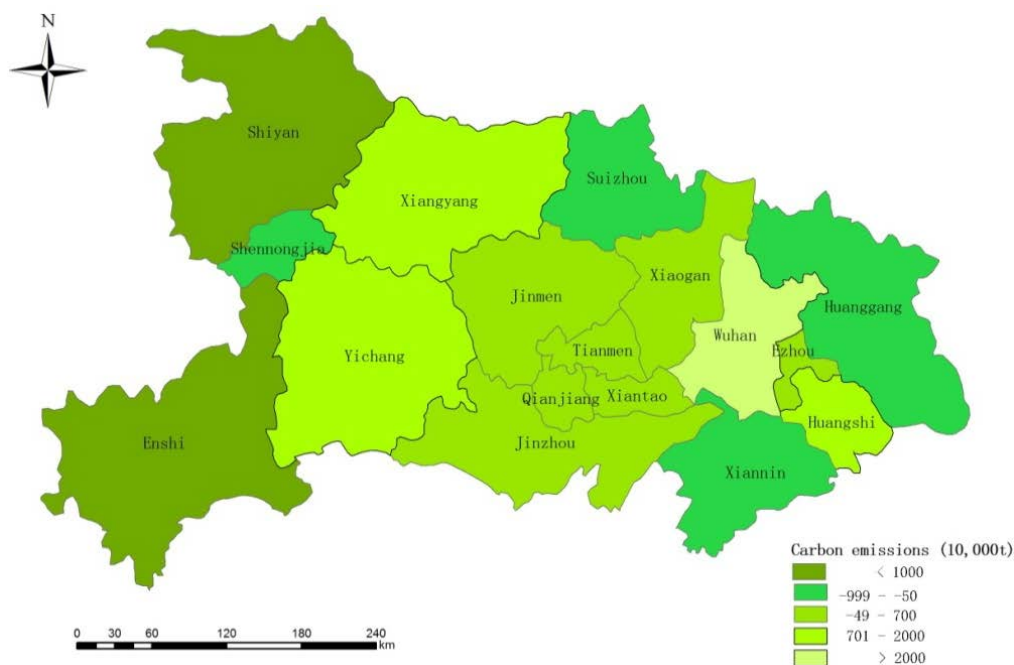 N
Shiyan
Suizhou
Xiangyang
Shennongjia
Xiaogan
Jinmen
Huanggang
Wuhan
Tianmen
Ezhou
Yichang
Qianjiang
Xiantao
Huangshi
Enshi
Jinzhou
Xiannin
Carbon emissions (10,000t)
< 1000
-999 - -50
-49 - 700
701 - 2000
> 2000
0 30 60 120 180 240
km